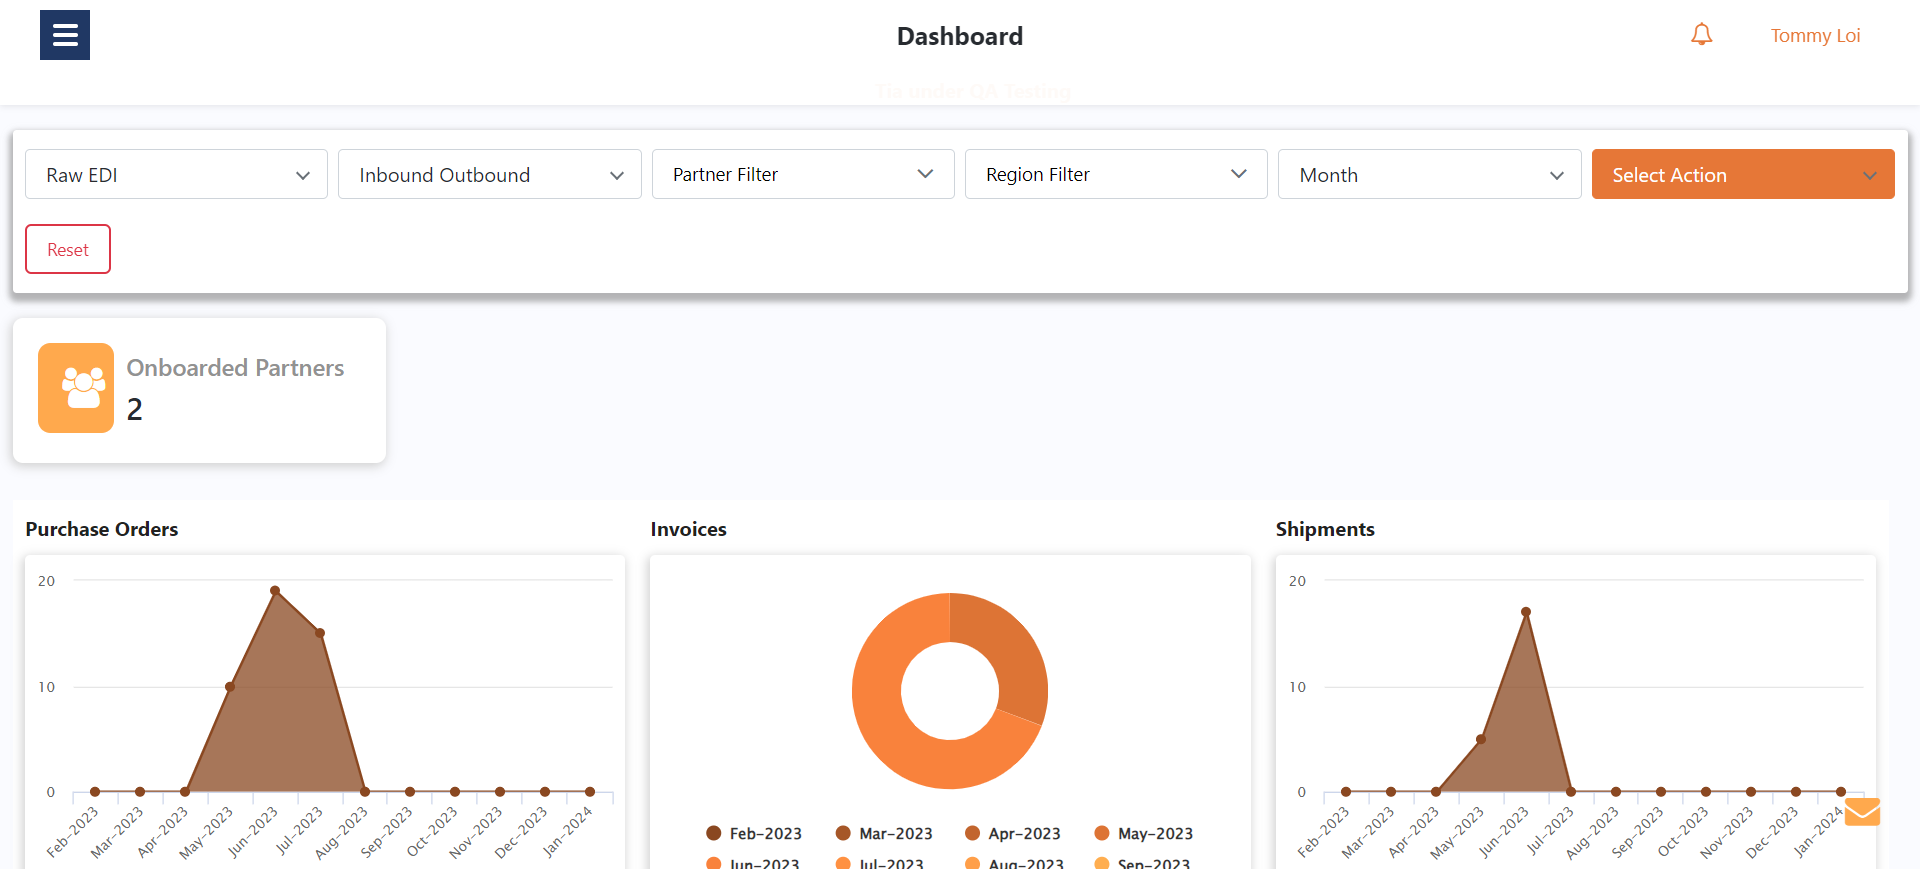 Dashboard
Tommy Loi
Tia under QA Testing
Raw EDI
Inbound Outbound
Partner Filter
Region Filter
Month
Select Action
Reset
Onboarded Partners
2
Purchase Orders
20
10
0
Feb-2023
Mar-2023
Apr-2023
May-2023
Jun-2023
Jul-2023
Aug-2023
Sep-2023
Oct-2023
Nov-2023
Dec-2023
Jan-2024
Invoices
Feb-2023
Mar-2023
Apr-2023
May-2023
Jun-2023
Jul-2023
Aug-2023
Sep-2023
Shipments
20
10
0
Feb-2023
Mar-2023
Apr-2023
May-2023
Jun-2023
Jul-2023
Aug-2023
Sep-2023
Oct-2023
Nov-2023
Dec-2023
Jan-2024